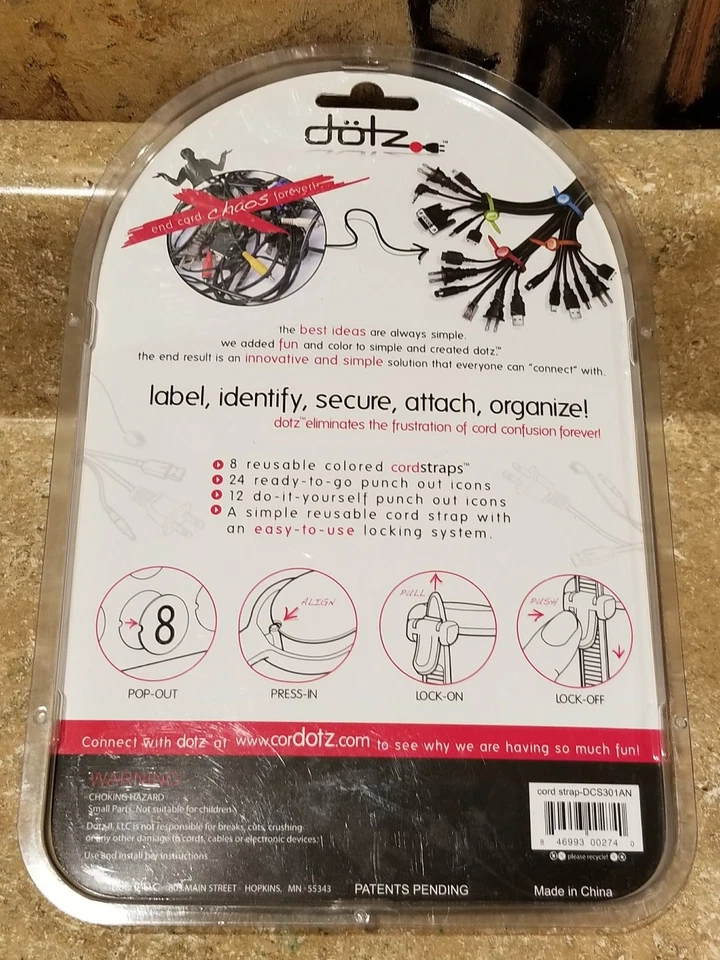 dötz™
end cord chaos forever!
the best ideas are always simple.
we added fun and color to simple and created dotz.™
the end result is an innovative and simple solution that everyone can "connect" with.
label, identify, secure, attach, organize!
dotz™ eliminates the frustration of cord confusion forever!
8 reusable colored cordstraps™
24 ready-to-go punch out icons
12 do-it-yourself punch out icons
A simple reusable cord strap with
an easy-to-use locking system.
8
ALIGN
PULL
PUSH
POP-OUT
PRESS-IN
LOCK-ON
LOCK-OFF
Connect with dotz at www.cordotz.com to see why we are having so much fun!
WARNING
CHOKING HAZARD
Small Parts. Not suitable for children.
Dotz-it, LLC is not responsible for breaks, cuts, crushing
or any other damage to cords, cables or electronic devices.
Use and install per instructions
cord strap-DCS301AN
8 46993 00274 0
please recycle!
MAIN STREET HOPKINS, MN 55343
PATENTS PENDING
Made in China